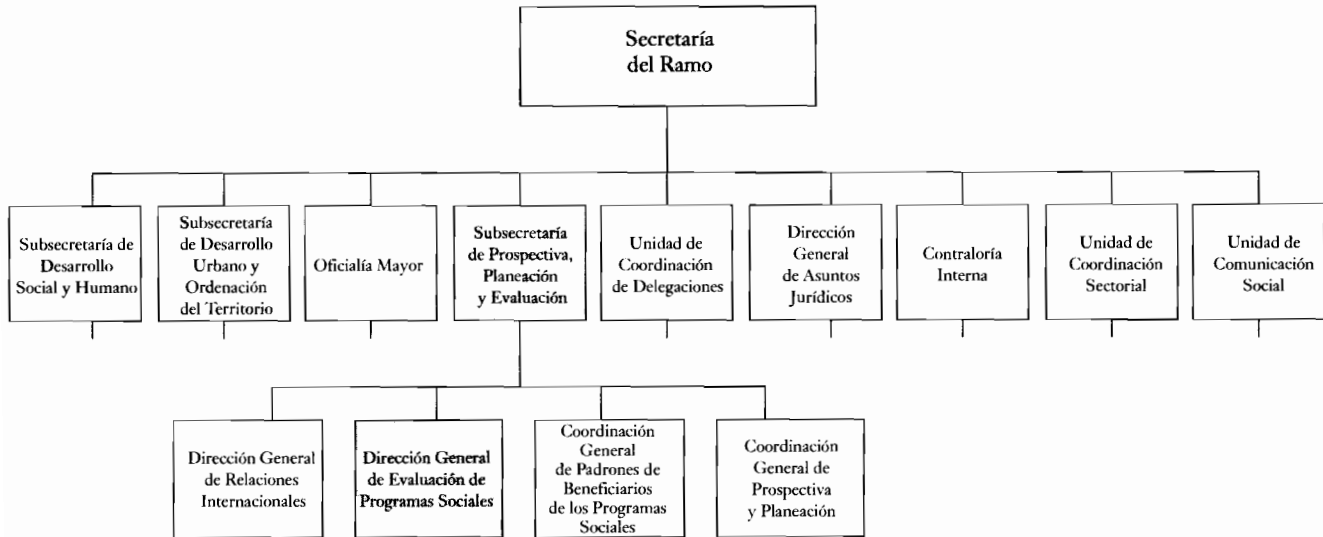 Secretaría
del Ramo
Subsecretaría de
Desarrollo
Social y Humano
Subsecretaría
de Desarrollo
Urbano y
Ordenación
del Territorio
Oficialía Mayor
Subsecretaría
de Prospectiva,
Planeación
y Evaluación
Unidad de
Coordinación
de Delegaciones
Dirección
General
de Asuntos
Jurídicos
Contraloría
Interna
Unidad de
Coordinación
Sectorial
Unidad de
Comunicación
Social
Dirección General
de Relaciones
Internacionales
Dirección General
de Evaluación de
Programas Sociales
Coordinación
General
de Padrones de
Beneficiarios
de los Programas
Sociales
Coordinación
General de
Prospectiva
y Planeación